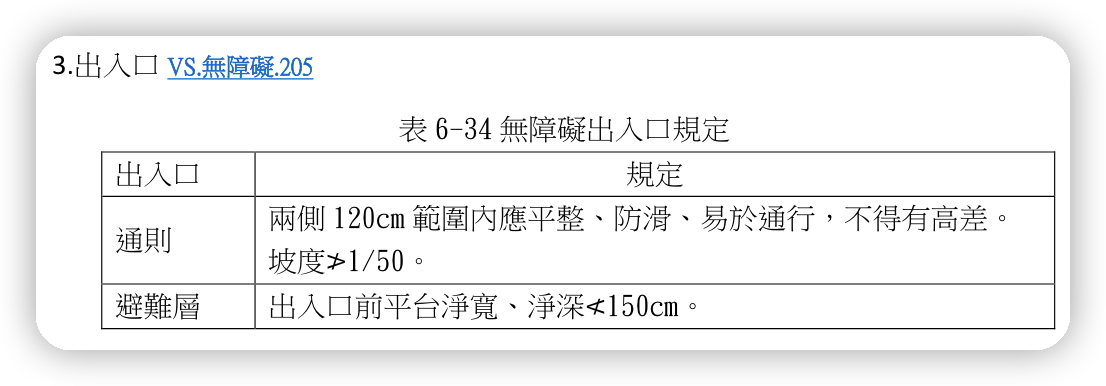 3.出入口 VS.無障礙.205
表 6-34 無障礙出入口規定
出入口 規定
通則 兩側 120cm 範圍內應平整、防滑、易於通行，不得有高差。
坡度≯1/50。
避難層 出入口前平台淨寬、淨深≮150cm。